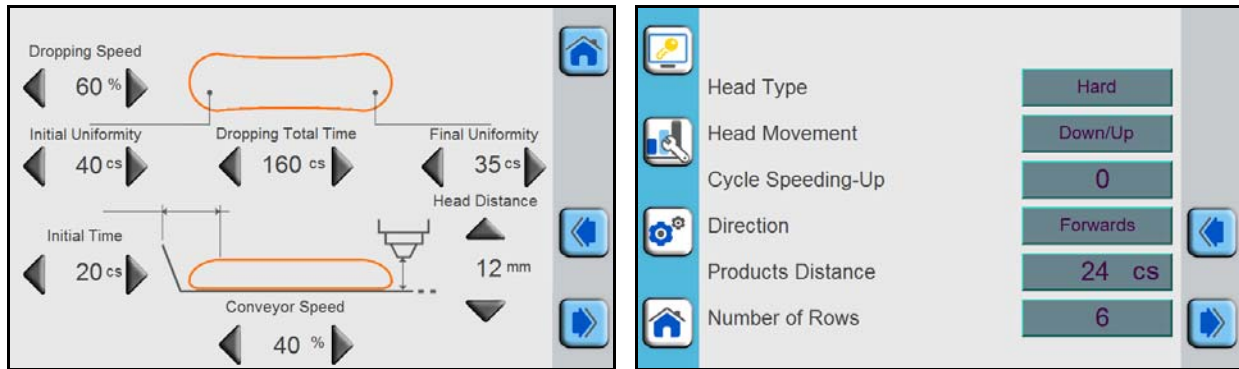 Dropping Speed
60 %
Initial Uniformity
Dropping Total Time
Final Uniformity
40 cs
160 cs
35 cs
Head Distance
Initial Time
20 cs
12 mm
Conveyor Speed
40 %
Head Type Hard
Head Movement Down/Up
Cycle Speeding-Up 0
Direction Forwards
Products Distance 24 cs
Number of Rows 6